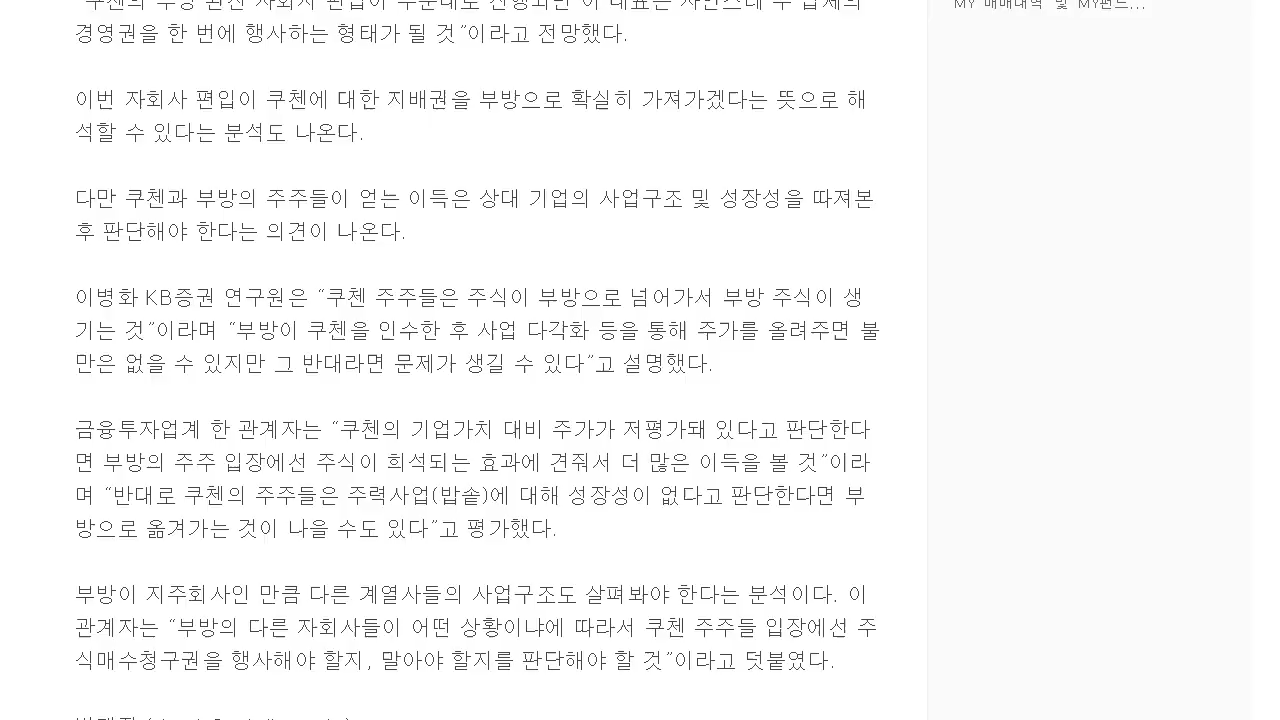 경영권을 한 번에 행사하는 형태가 될 것”이라고 전망했다.
이번 자회사 편입이 쿠첸에 대한 지배권을 부방으로 확실히 가져가겠다는 뜻으로 해
석할 수 있다는 분석도 나온다.
다만 쿠첸과 부방의 주주들이 얻는 이득은 상대 기업의 사업구조 및 성장성을 따져본
후 판단해야 한다는 의견이 나온다.
이병화 KB증권 연구원은 “쿠첸 주주들은 주식이 부방으로 넘어가서 부방 주식이 생
기는 것”이라며 “부방이 쿠첸을 인수한 후 사업 다각화 등을 통해 주가를 올려주면 불
만은 없을 수 있지만 그 반대라면 문제가 생길 수 있다”고 설명했다.
금융투자업계 한 관계자는 “쿠첸의 기업가치 대비 주가가 저평가돼 있다고 판단한다
면 부방의 주주 입장에선 주식이 희석되는 효과에 견줘서 더 많은 이득을 볼 것”이라
며 “반대로 쿠첸의 주주들은 주력사업(밥솥)에 대해 성장성이 없다고 판단한다면 부
방으로 옮겨가는 것이 나을 수도 있다”고 평가했다.
부방이 지주회사인 만큼 다른 계열사들의 사업구조도 살펴봐야 한다는 분석이다. 이
관계자는 “부방의 다른 자회사들이 어떤 상황이냐에 따라서 쿠첸 주주들 입장에선 주
식매수청구권을 행사해야 할지, 말아야 할지를 판단해야 할 것”이라고 덧붙였다.
MY 매매내역 및 MY펀드...